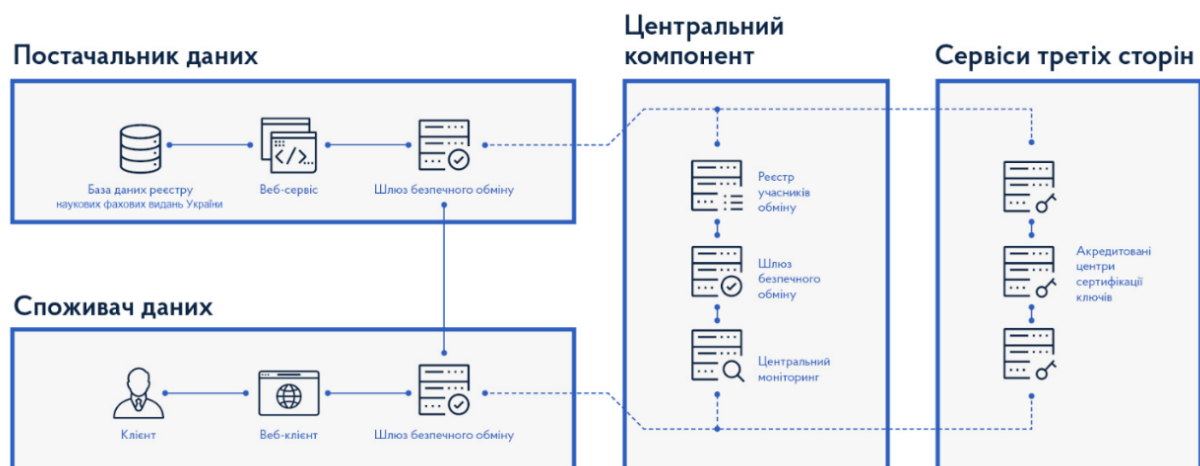 Постачальник даних
База даних реєстру
наукових фахових видань України
Веб-сервіс
Шлюз безпечного обміну
Споживач даних
Клієнт
Веб-клієнт
Шлюз безпечного обміну
Центральний
компонент
Реєстр
учасників
обміну
Шлюз
безпечного
обміну
Центральний
моніторинг
Сервіси третіх сторін
Акредитовані
центри
сертифікації
ключів